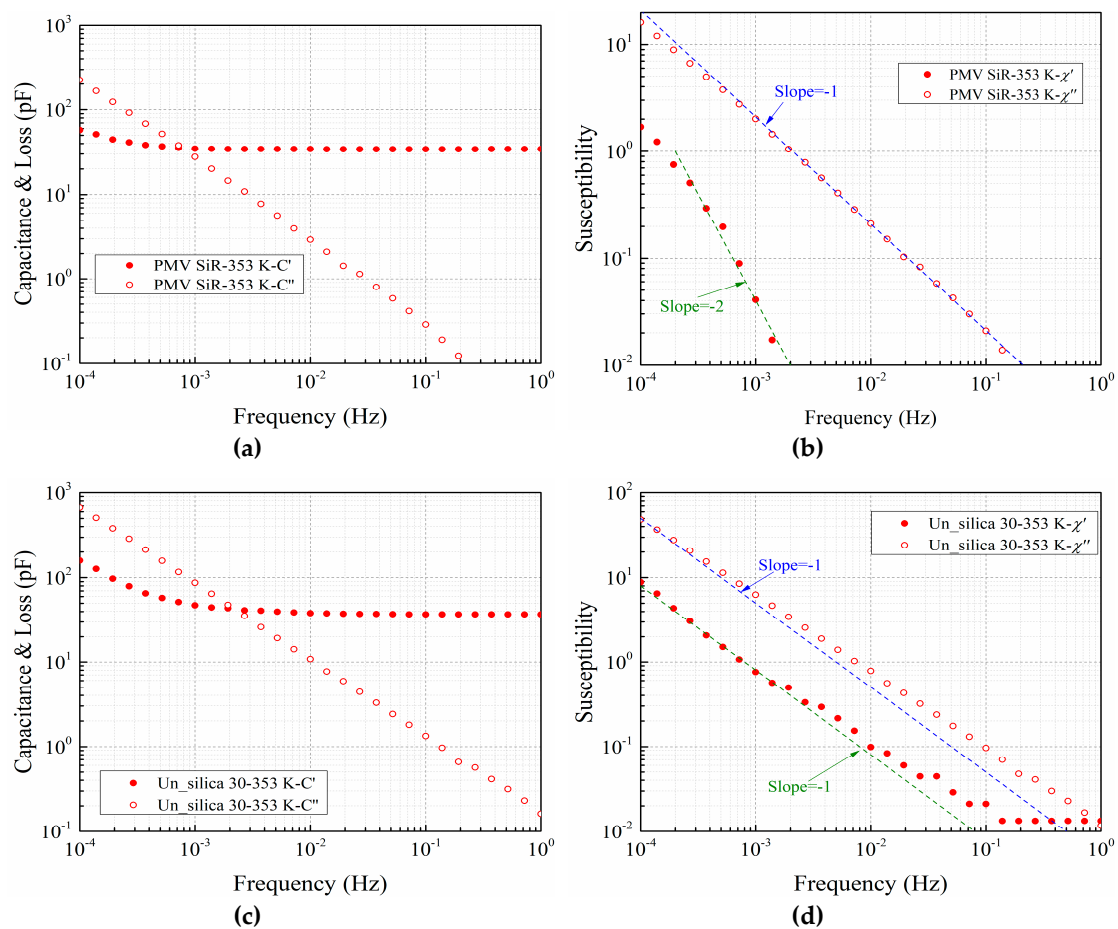 10³
10²
10¹
10⁰
10⁻¹
Capacitance & Loss (pF)
PMV SiR-353 K-C'
PMV SiR-353 K-C"
10⁻⁴ 10⁻³ 10⁻² 10⁻¹ 10⁰
Frequency (Hz)
(a)
10¹
10⁰
10⁻¹
10⁻²
Susceptibility
PMV SiR-353 K-χ'
PMV SiR-353 K-χ"
Slope=-1
Slope=-2
10⁻⁴ 10⁻³ 10⁻² 10⁻¹ 10⁰
Frequency (Hz)
(b)
10³
10²
10¹
10⁰
10⁻¹
Capacitance & Loss (pF)
Un_silica 30-353 K-C'
Un_silica 30-353 K-C"
10⁻⁴ 10⁻³ 10⁻² 10⁻¹ 10⁰
Frequency (Hz)
(c)
10²
10¹
10⁰
10⁻¹
10⁻²
Susceptibility
Un_silica 30-353 K-χ'
Un_silica 30-353 K-χ"
Slope=-1
Slope=-1
10⁻⁴ 10⁻³ 10⁻² 10⁻¹ 10⁰
Frequency (Hz)
(d)